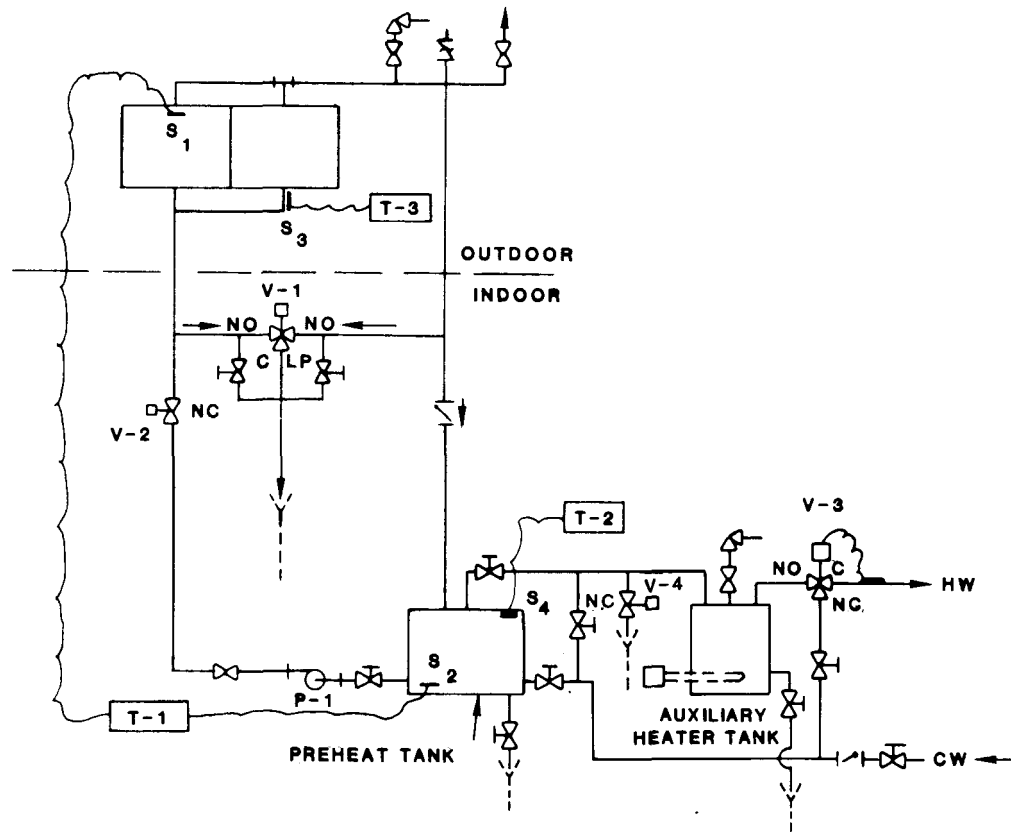 S1
T-3
S3
OUTDOOR
INDOOR
V-1
NO NO
C LP
NC
V-2
T-2
V-3
NO C
HW
NC
S4
NC V-4
S2
P-1
T-1
PREHEAT TANK
AUXILIARY
HEATER TANK
CW